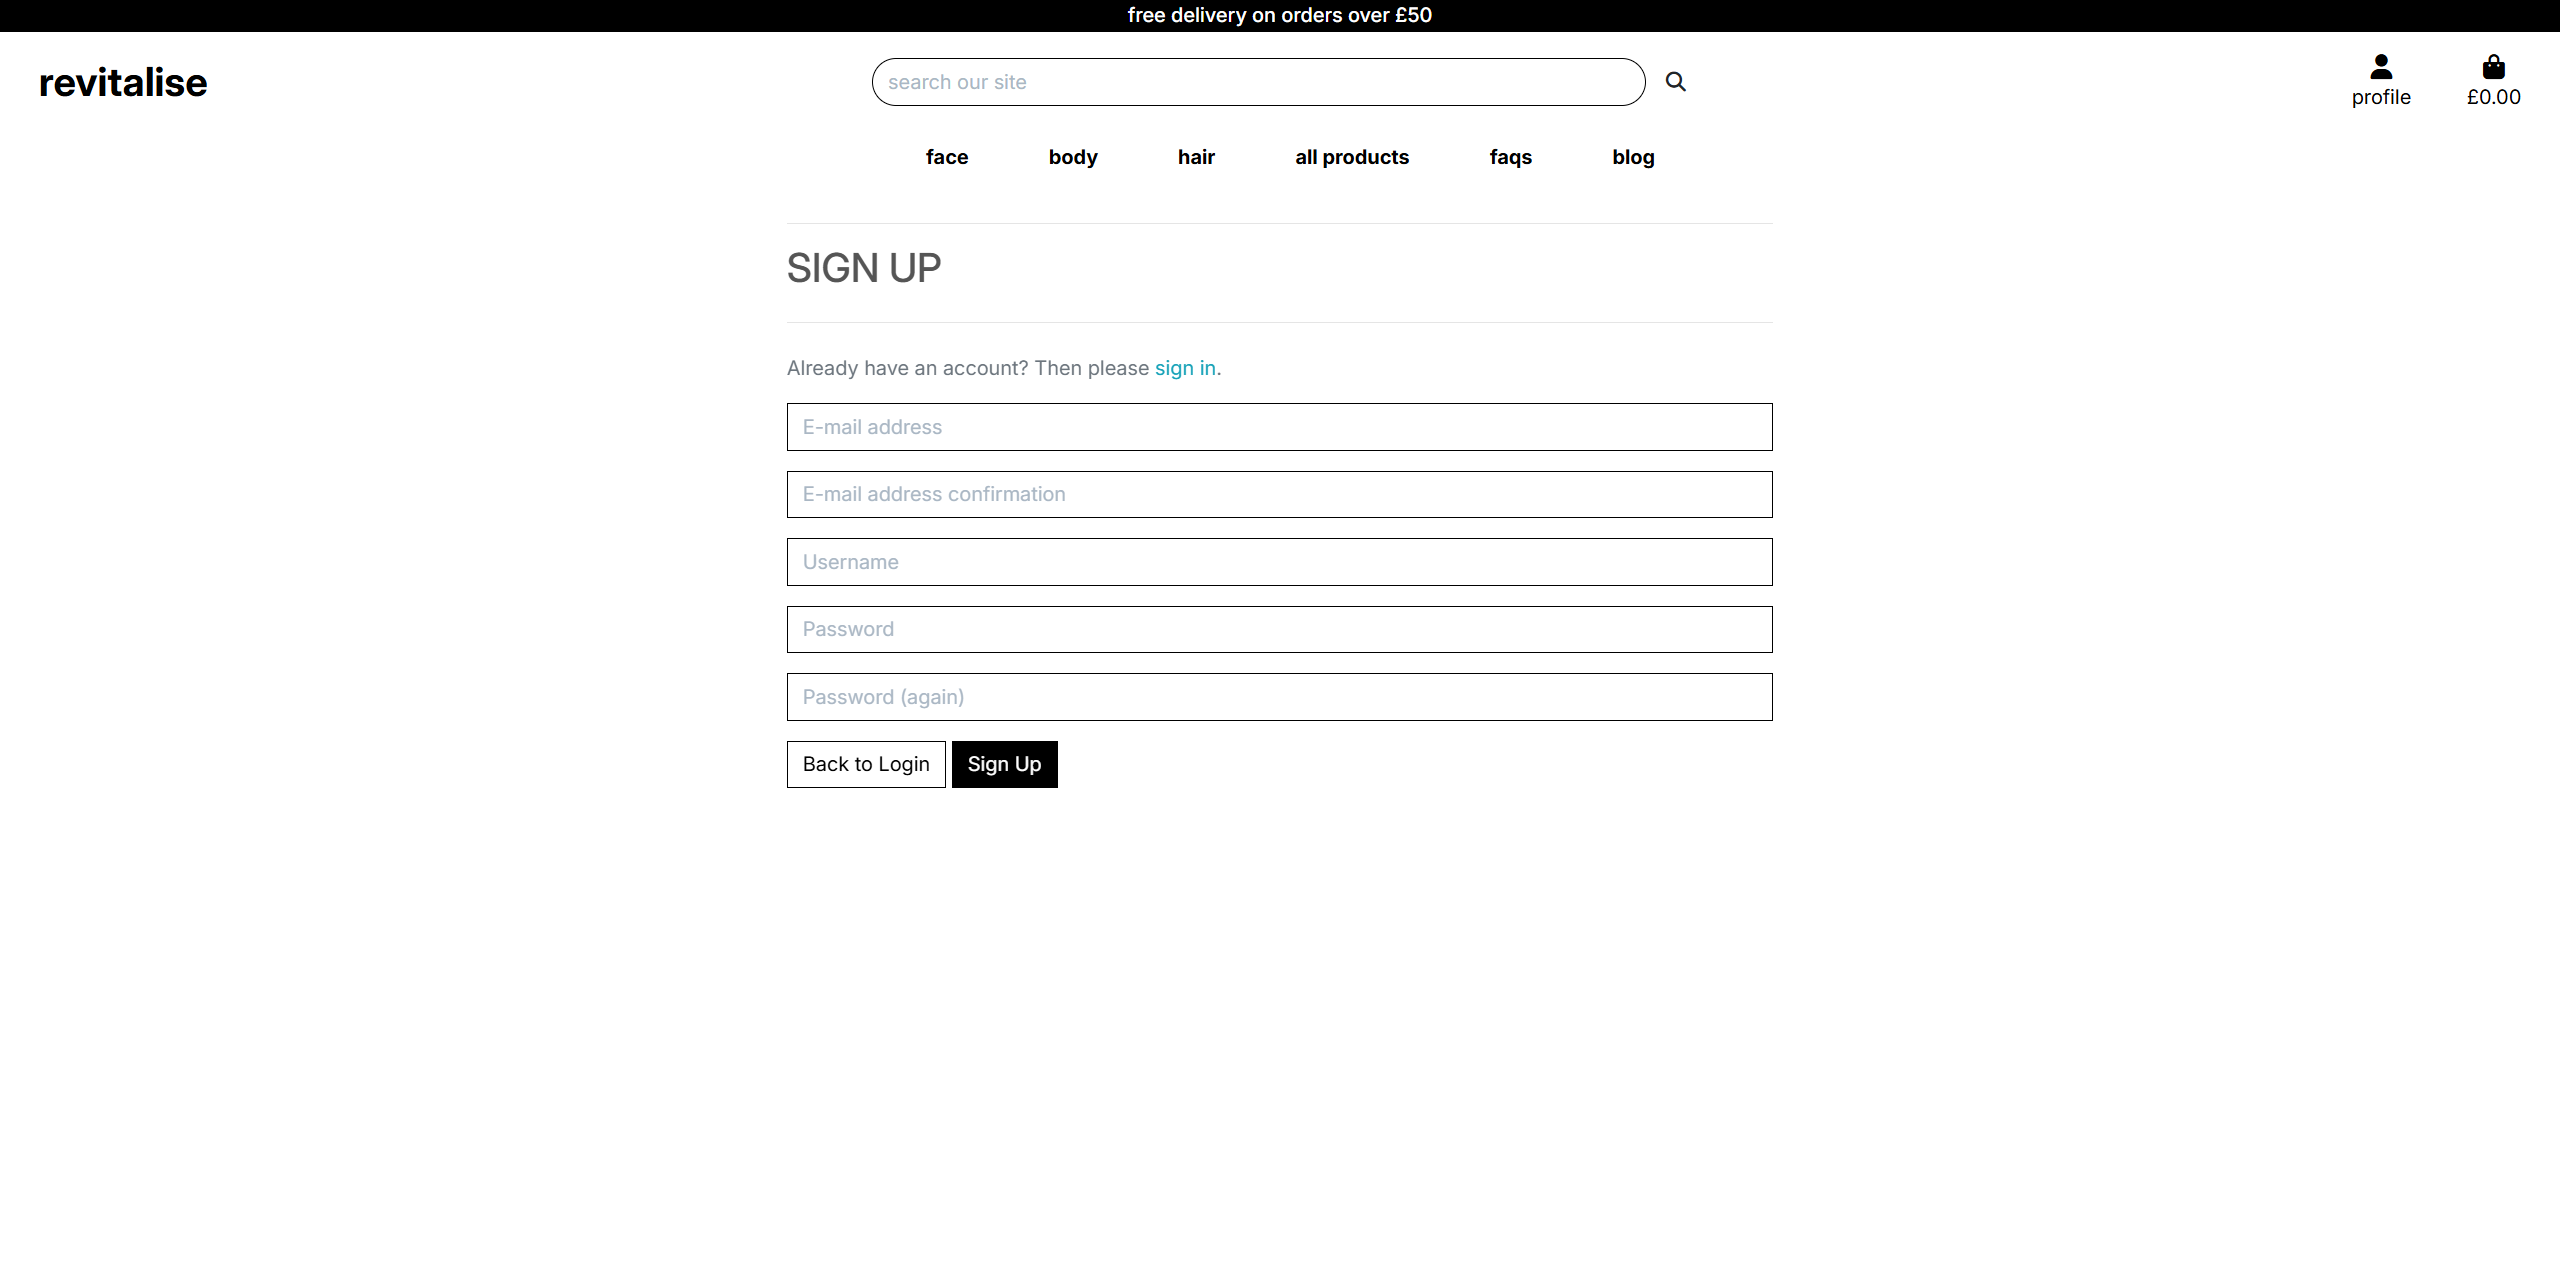 free delivery on orders over £50
revitalise
search our site
profile
£0.00
face
body
hair
all products
faqs
blog
SIGN UP
Already have an account? Then please sign in.
E-mail address
E-mail address confirmation
Username
Password
Password (again)
Back to Login
Sign Up